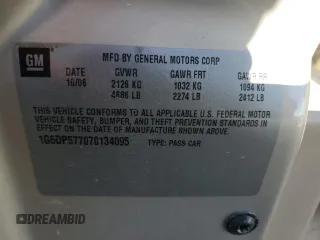 GM
MFD BY GENERAL MOTORS CORP
DATE GVWR GAWR FRT GAWR RR
10/06 2126 KG 1032 KG 1094 KG
4686 LB 2274 LB 2412 LB
THIS VEHICLE CONFORMS TO ALL APPLICABLE U.S. FEDERAL MOTOR
VEHICLE SAFETY, BUMPER, AND THEFT PREVENTION STANDARDS
IN EFFECT ON THE DATE OF MANUFACTURE SHOWN ABOVE.
1G6DP577070134095 TYPE: PASS CAR
DREAMBID